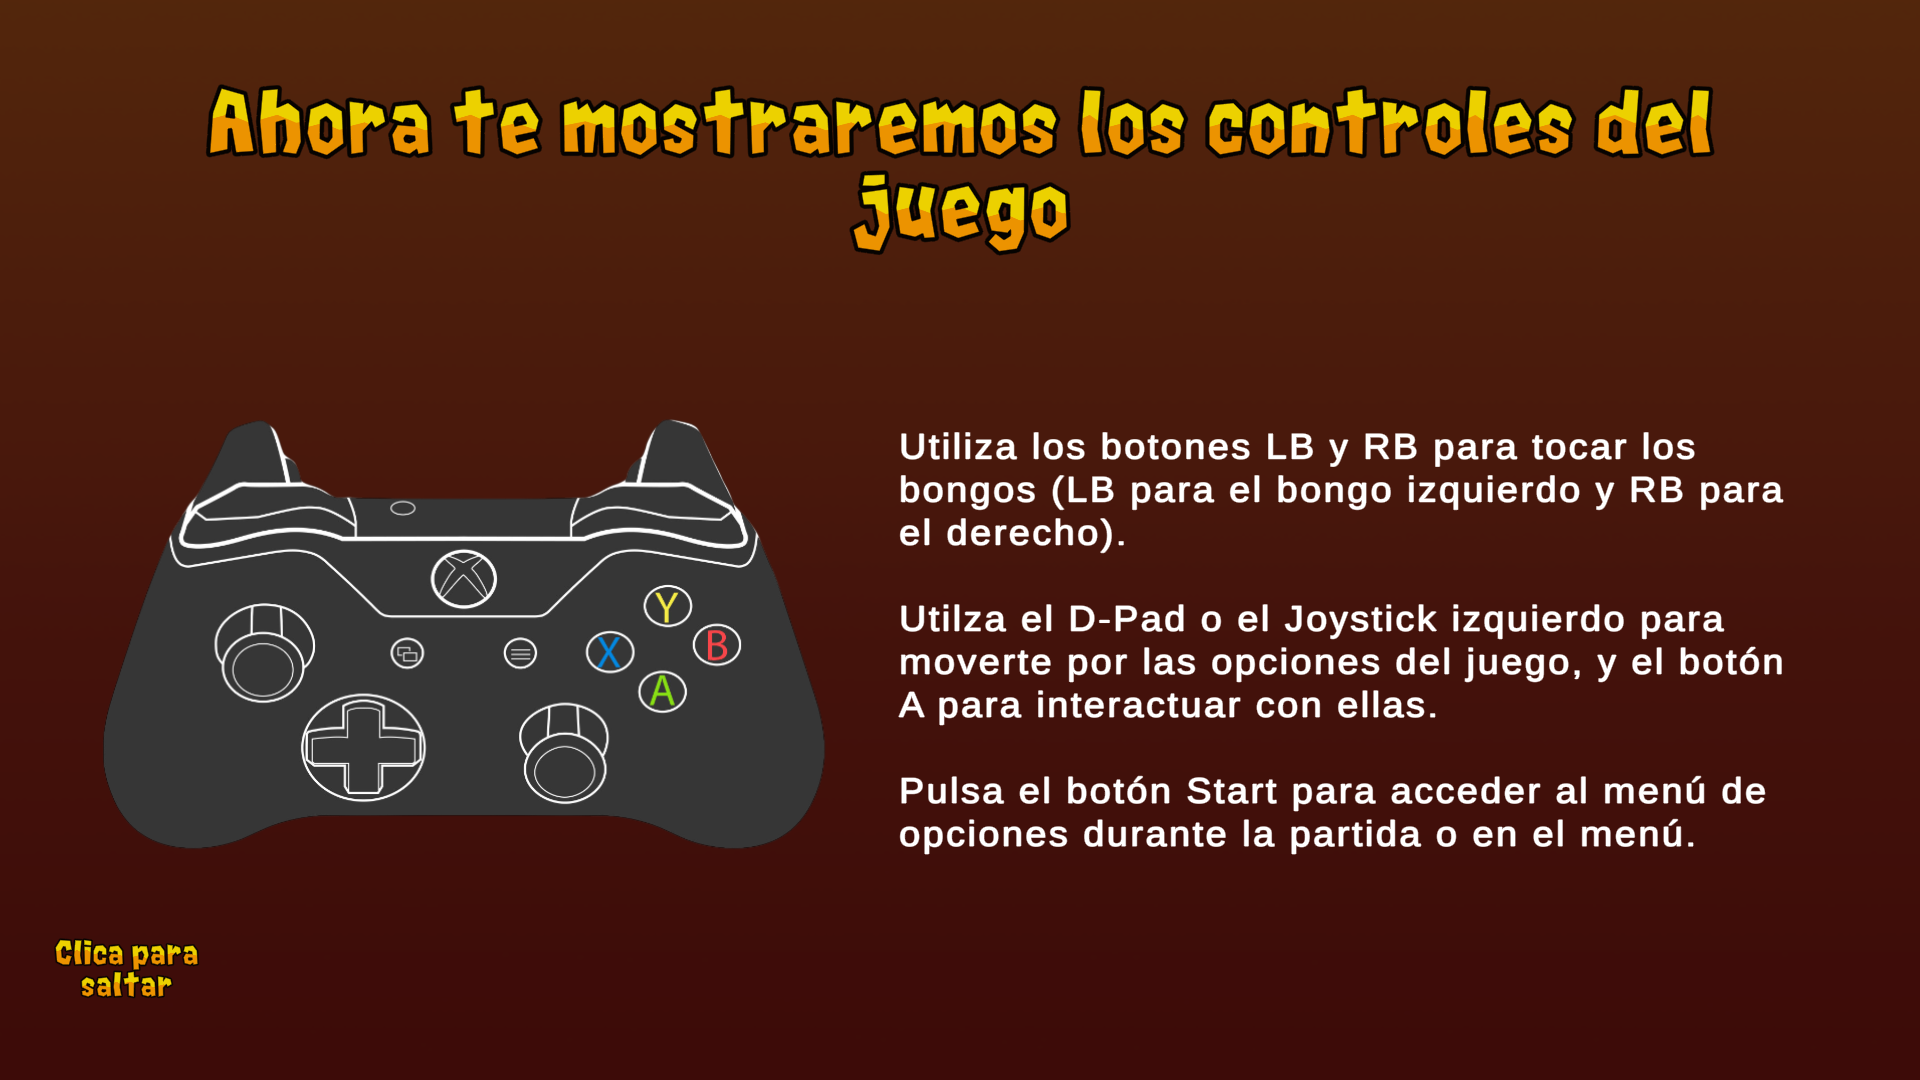 Ahora te mostraremos los controles del
juego
Utiliza los botones LB y RB para tocar los
bongos (LB para el bongo izquierdo y RB para
el derecho).
Utilza el D-Pad o el Joystick izquierdo para
moverte por las opciones del juego, y el botón
A para interactuar con ellas.
Pulsa el botón Start para acceder al menú de
opciones durante la partida o en el menú.
Y
X
B
A
Clica para
saltar